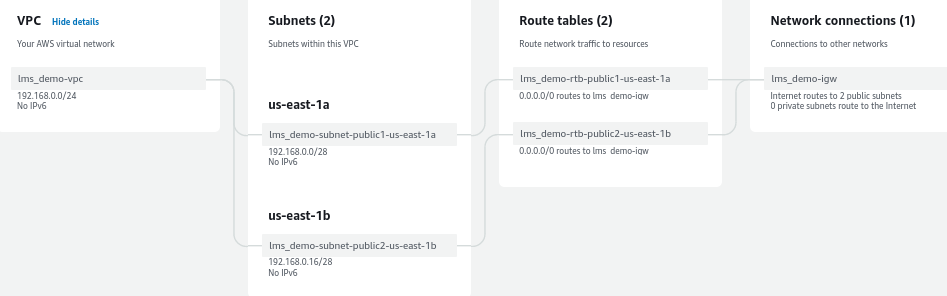 VPC Hide details
Your AWS virtual network
lms_demo-vpc
192.168.0.0/24
No IPv6
Subnets (2)
Subnets within this VPC
us-east-1a
lms_demo-subnet-public1-us-east-1a
192.168.0.0/28
No IPv6
us-east-1b
lms_demo-subnet-public2-us-east-1b
192.168.0.16/28
No IPv6
Route tables (2)
Route network traffic to resources
lms_demo-rtb-public1-us-east-1a
0.0.0.0/0 routes to lms_demo-igw
lms_demo-rtb-public2-us-east-1b
0.0.0.0/0 routes to lms_demo-igw
Network connections (1)
Connections to other networks
lms_demo-igw
Internet routes to 2 public subnets
0 private subnets route to the Internet